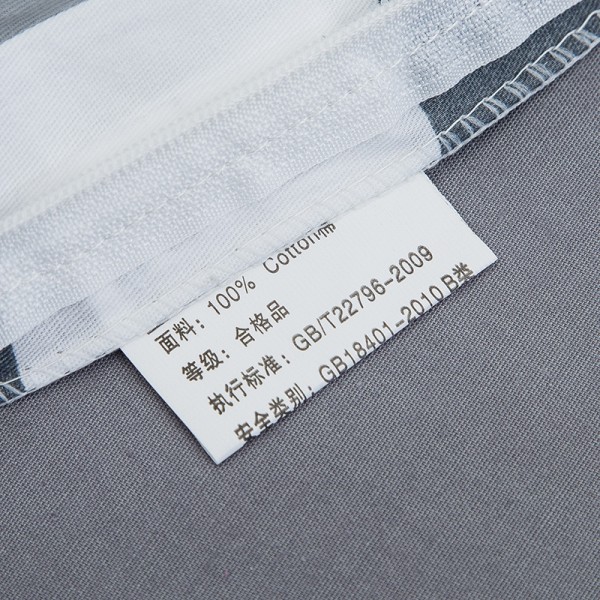 面料: 100% Cotton棉
等级: 合格品
执行标准: GB/T22796-2009
安全类别: GB18401-2010 B类